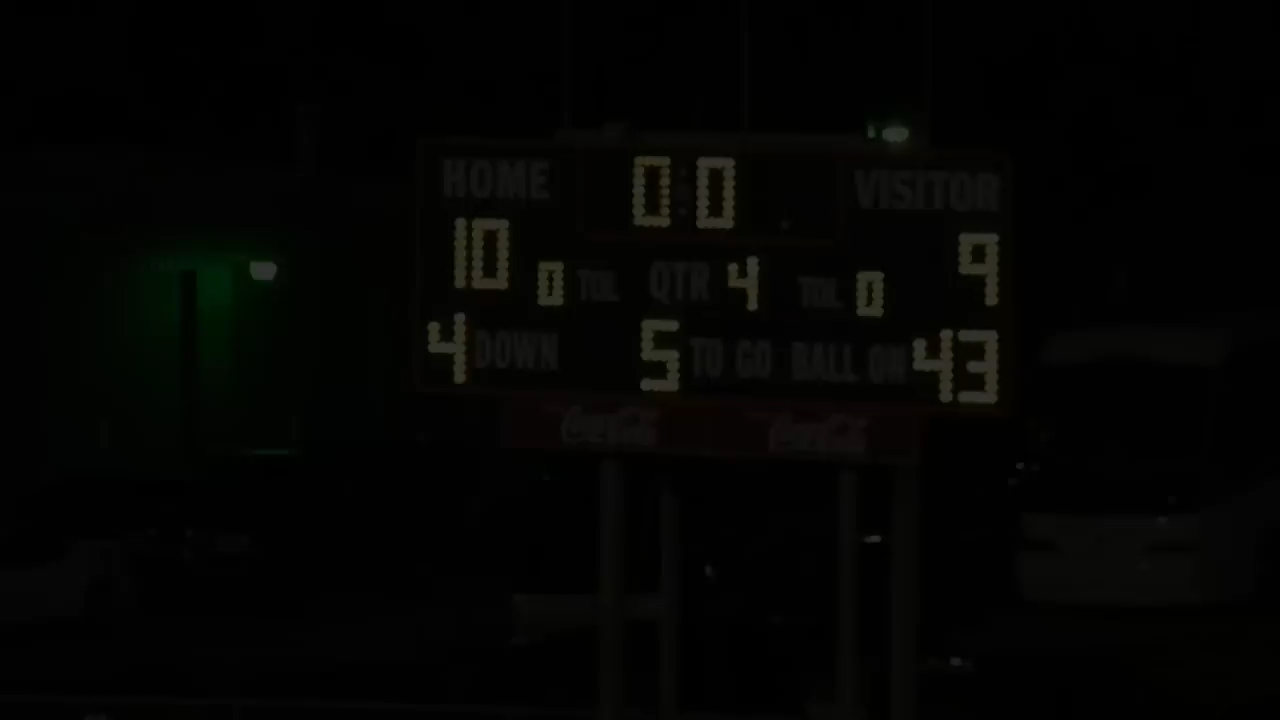 HOME 0:0 VISITOR
10 9
0 TOL QTR 4 TOL 0
4 DOWN 5 TO GO BALL ON 43
Coca-Cola Coca-Cola